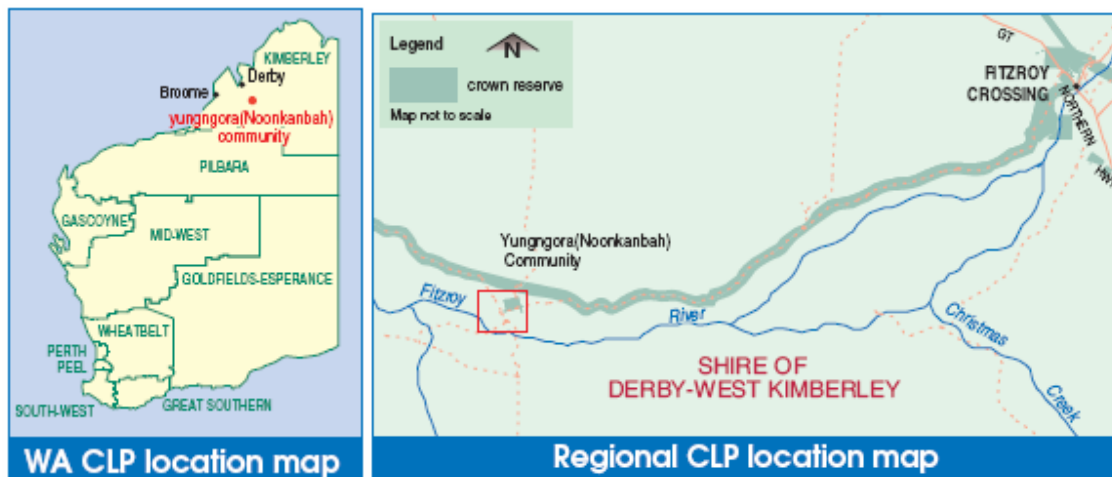 KIMBERLEY
Derby
Broome
yungngora(Noonkanbah)
community
PILBARA
GASCOYNE
MID-WEST
GOLDFIELDS-ESPERANCE
WHEATBELT
PERTH
PEEL
SOUTH-WEST
GREAT SOUTHERN
WA CLP location map
Legend
N
crown reserve
Map not to scale
GT
FITZROY
CROSSING
NORTHERN
HWY
Yungngora(Noonkanbah)
Community
Fitzroy
River
Christmas
Creek
SHIRE OF
DERBY-WEST KIMBERLEY
Regional CLP location map